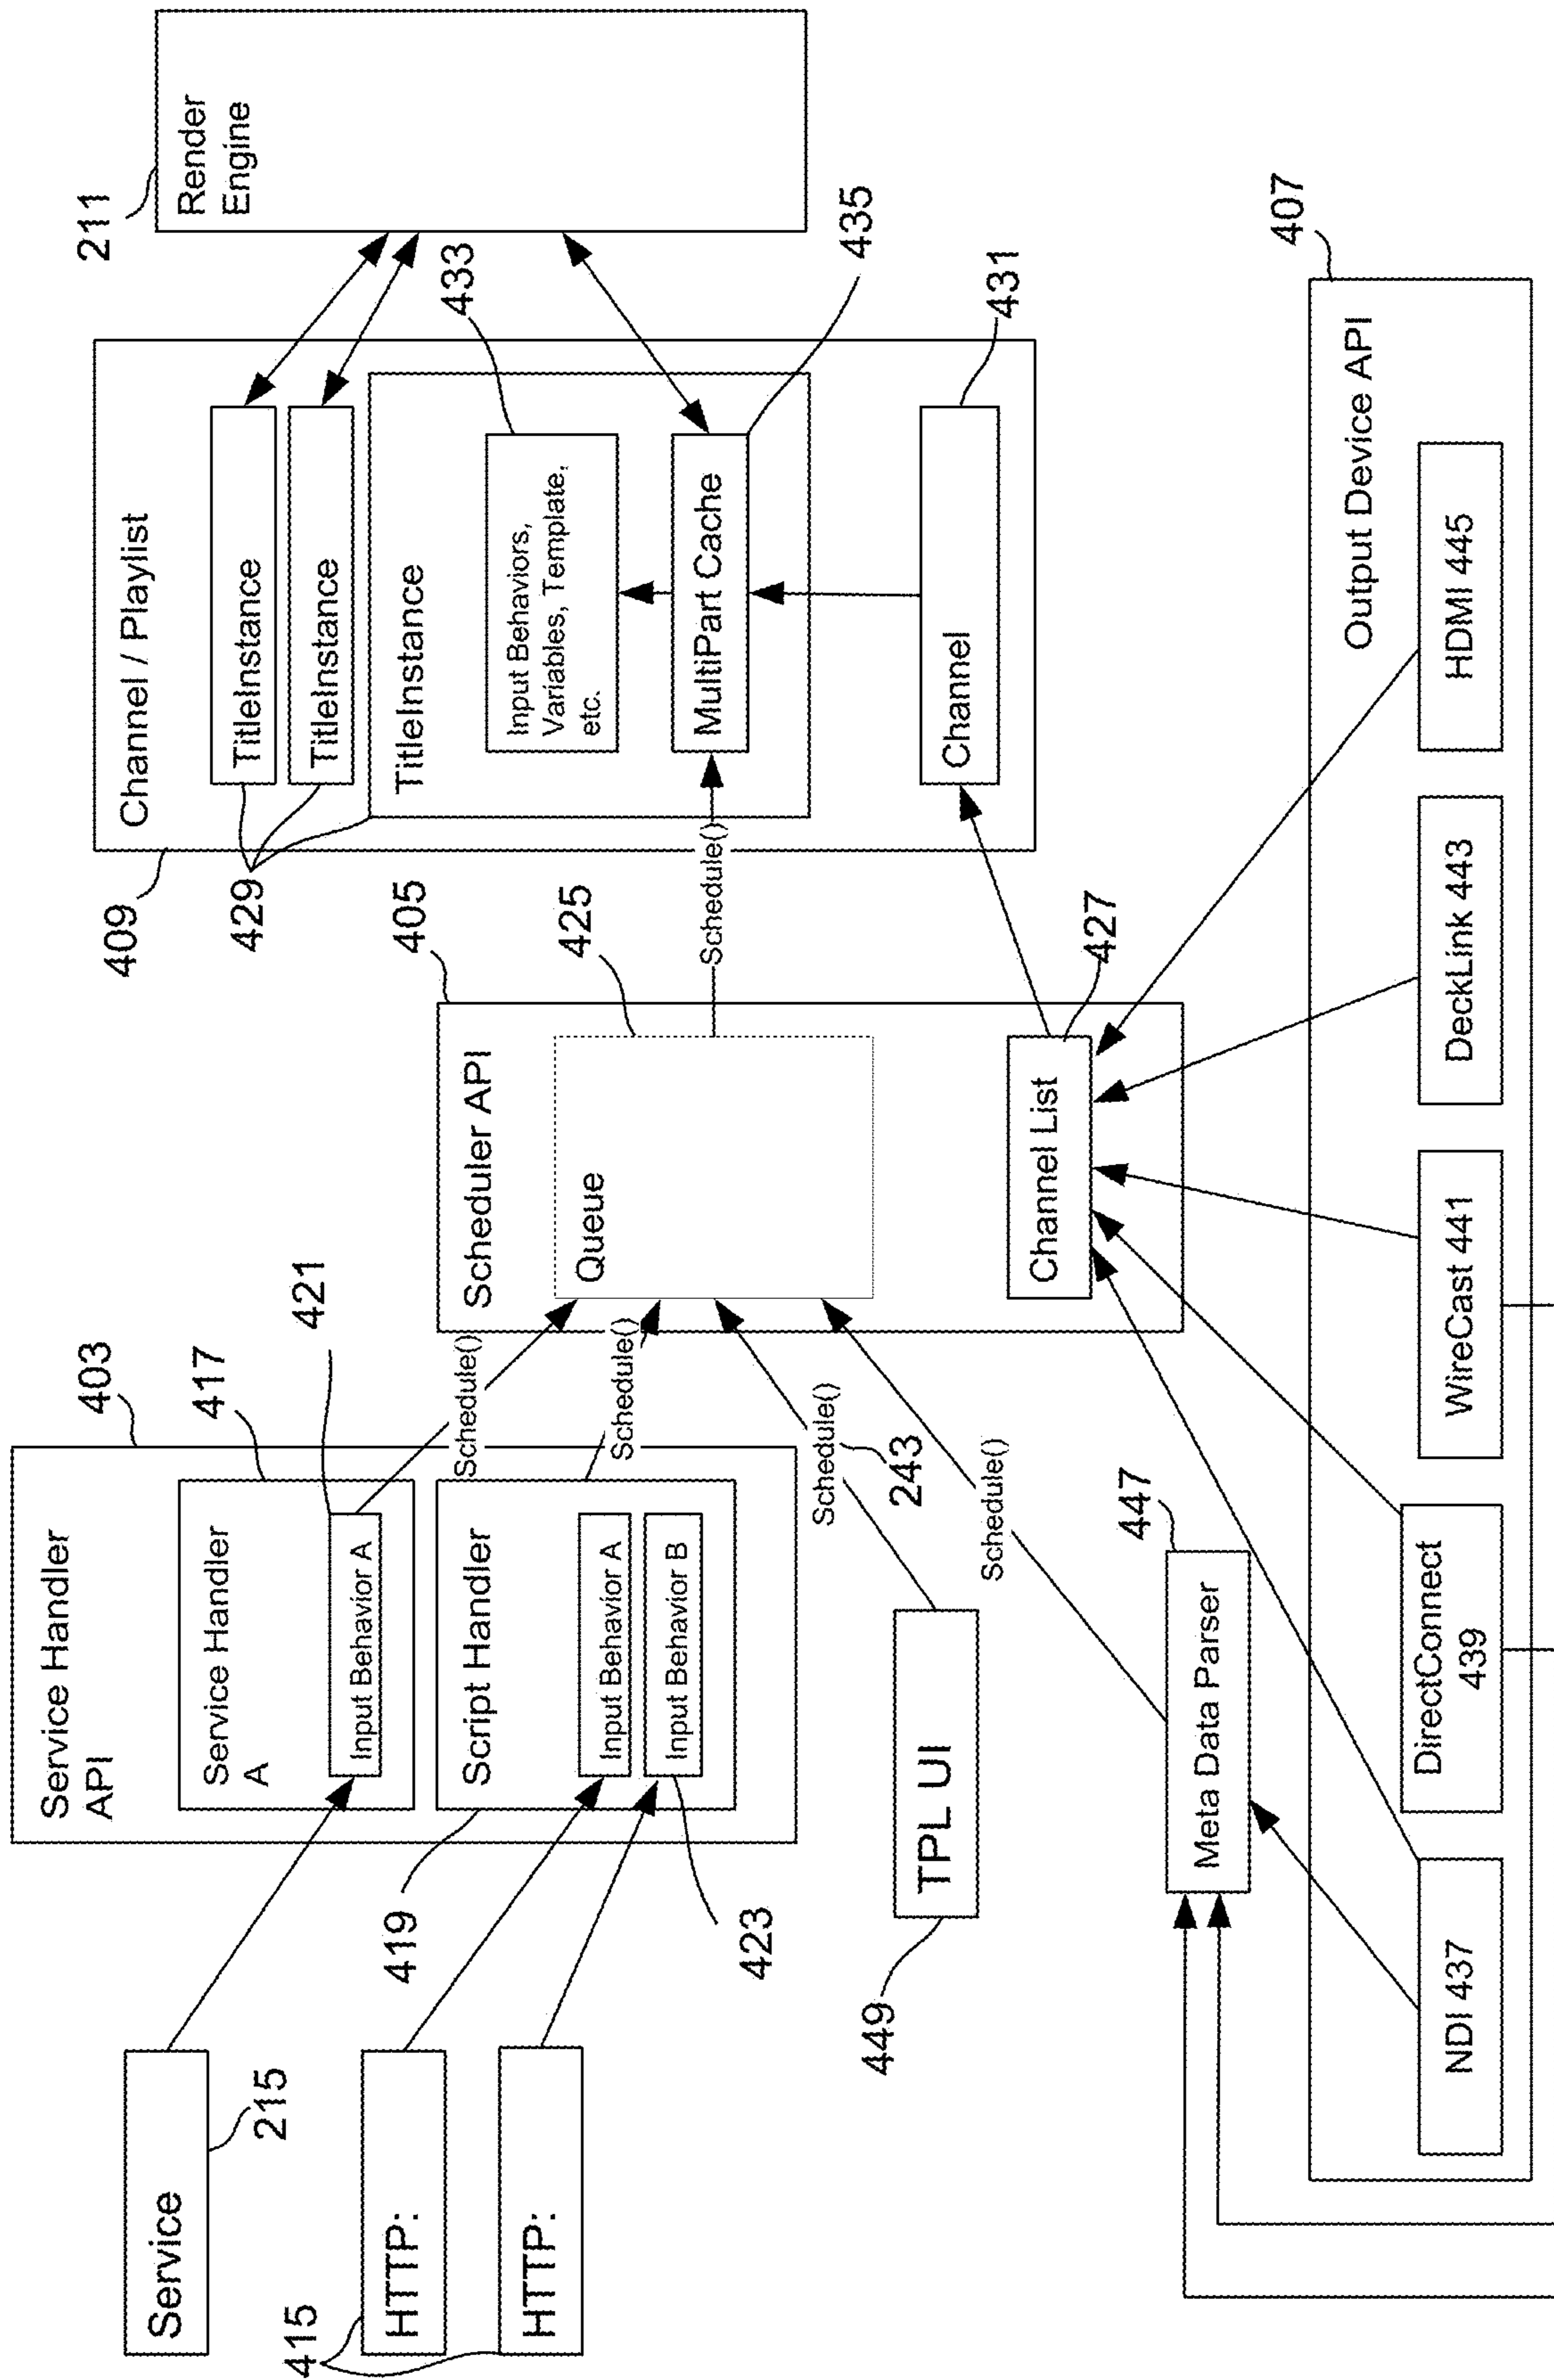 Service
215
415
HTTP:
HTTP:
Service Handler
API
403
Service Handler
A
417
Input Behavior A
421
Script Handler
419
Input Behavior A
Input Behavior B
423
Schedule()
Schedule()
Schedule()
243
Schedule()
TPL UI
449
Meta Data Parser
447
Scheduler API
405
Queue
425
Channel List
427
Schedule()
Channel / Playlist
409
TitleInstance
TitleInstance
429
TitleInstance
Input Behaviors,
Variables, Template,
etc.
433
MultiPart Cache
435
Channel
431
Render
Engine
211
Output Device API
407
NDI 437
DirectConnect
439
WireCast 441
DeckLink 443
HDMI 445